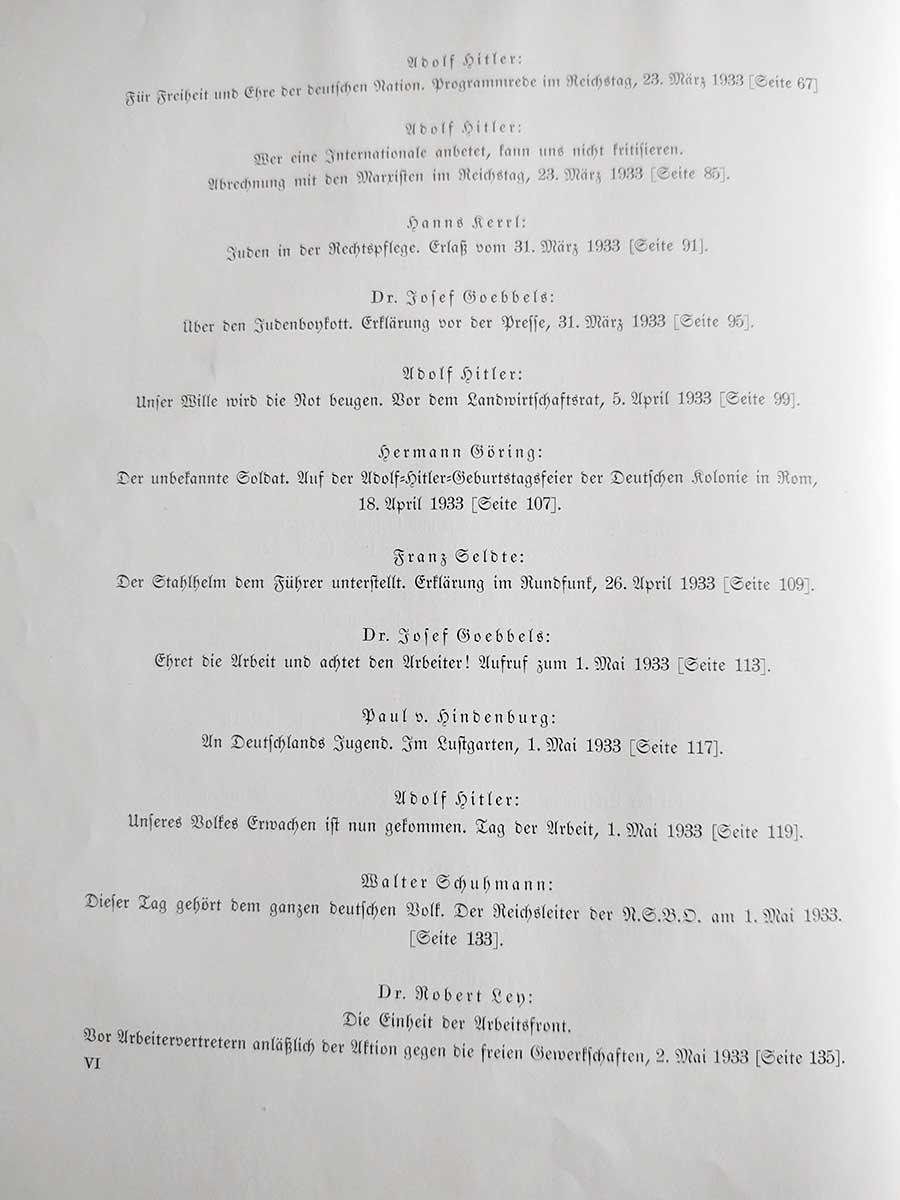 Adolf Hitler:
Für Freiheit und Ehre der deutschen Nation. Programmrede im Reichstag, 23. März 1933 [Seite 67]
Adolf Hitler:
Wer eine Internationale anbetet, kann uns nicht kritisieren.
Abrechnung mit den Marxisten im Reichstag, 23. März 1933 [Seite 85].
Hanns Kerrl:
Juden in der Rechtspflege. Erlaß vom 31. März 1933 [Seite 91].
Dr. Josef Goebbels:
Über den Judenboykott. Erklärung vor der Presse, 31. März 1933 [Seite 95].
Adolf Hitler:
Unser Wille wird die Not beugen. Vor dem Landwirtschaftsrat, 5. April 1933 [Seite 99].
Hermann Göring:
Der unbekannte Soldat. Auf der Adolf-Hitler-Geburtstagsfeier der Deutschen Kolonie in Rom,
18. April 1933 [Seite 107].
Franz Seldte:
Der Stahlhelm dem Führer unterstellt. Erklärung im Rundfunk, 26. April 1933 [Seite 109].
Dr. Josef Goebbels:
Ehret die Arbeit und achtet den Arbeiter! Aufruf zum 1. Mai 1933 [Seite 113].
Paul v. Hindenburg:
An Deutschlands Jugend. Im Lustgarten, 1. Mai 1933 [Seite 117].
Adolf Hitler:
Unseres Volkes Erwachen ist nun gekommen. Tag der Arbeit, 1. Mai 1933 [Seite 119].
Walter Schuhmann:
Dieser Tag gehört dem ganzen deutschen Volk. Der Reichsleiter der N.S.B.O. am 1. Mai 1933.
[Seite 133].
Dr. Robert Ley:
Die Einheit der Arbeitsfront.
Vor Arbeitervertretern anläßlich der Aktion gegen die freien Gewerkschaften, 2. Mai 1933 [Seite 135].
VI